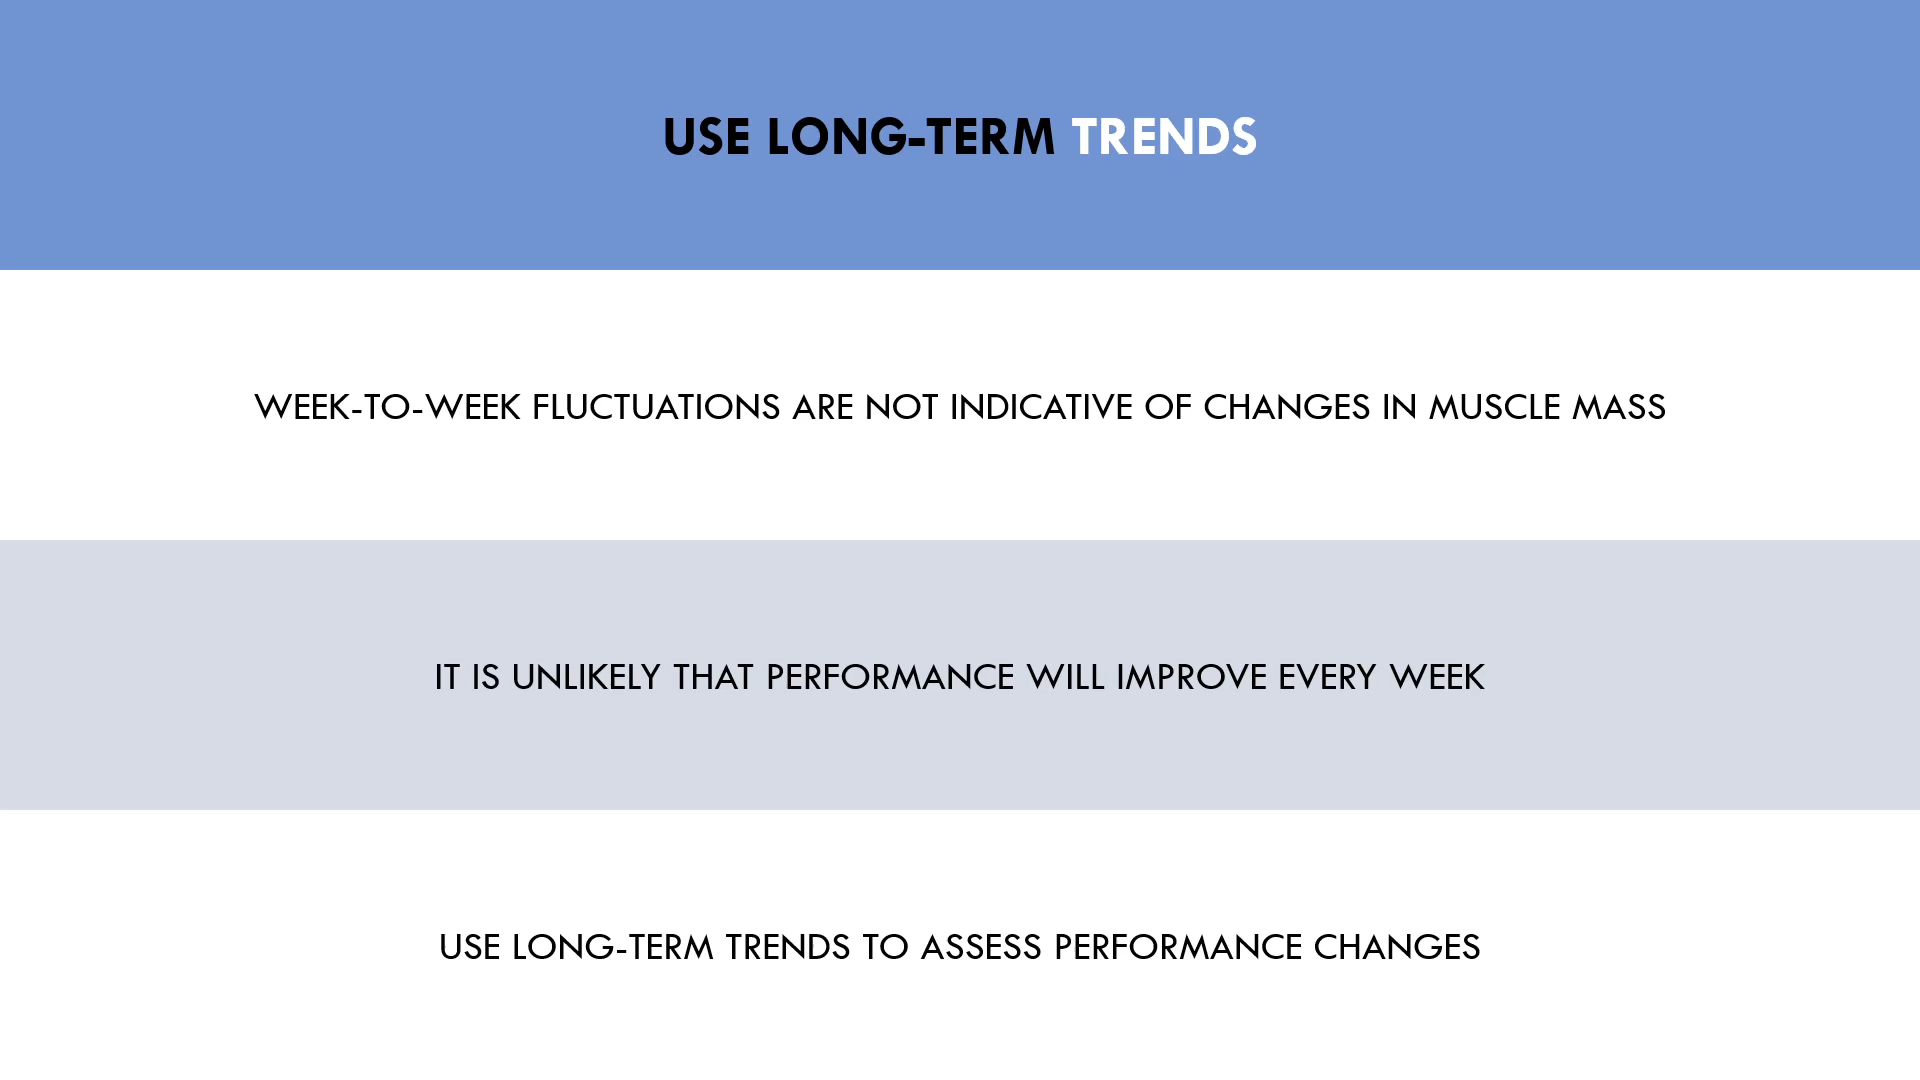 USE LONG-TERM TRENDS
WEEK-TO-WEEK FLUCTUATIONS ARE NOT INDICATIVE OF CHANGES IN MUSCLE MASS
IT IS UNLIKELY THAT PERFORMANCE WILL IMPROVE EVERY WEEK
USE LONG-TERM TRENDS TO ASSESS PERFORMANCE CHANGES